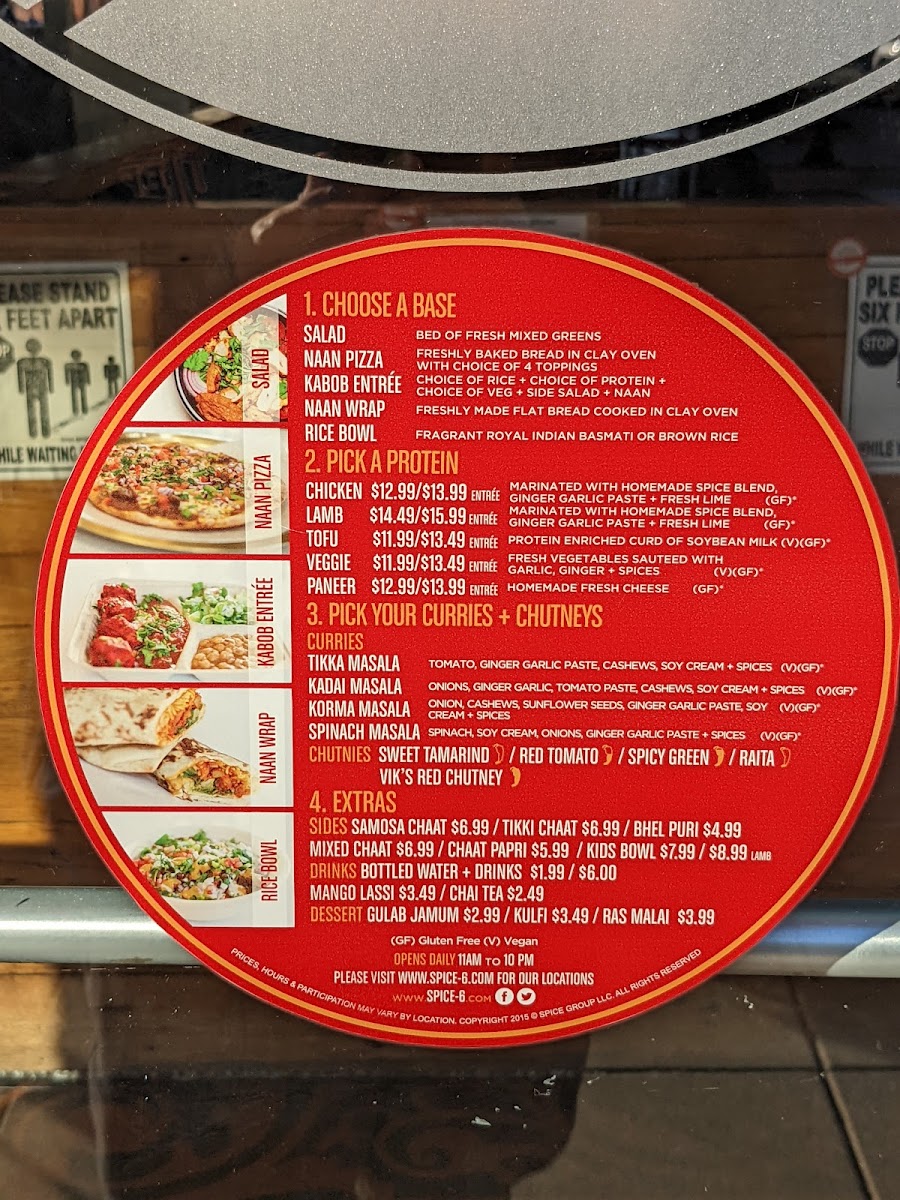 EASE STAND
FEET APART
HILE WAITING
PLE
SIX
STOP
SALAD
NAAN PIZZA
KABOB ENTRÉE
NAAN WRAP
RICE BOWL
1. CHOOSE A BASE
SALAD BED OF FRESH MIXED GREENS
NAAN PIZZA FRESHLY BAKED BREAD IN CLAY OVEN
WITH CHOICE OF 4 TOPPINGS
KABOB ENTRÉE CHOICE OF RICE + CHOICE OF PROTEIN +
CHOICE OF VEG + SIDE SALAD + NAAN
NAAN WRAP FRESHLY MADE FLAT BREAD COOKED IN CLAY OVEN
RICE BOWL FRAGRANT ROYAL INDIAN BASMATI OR BROWN RICE
2. PICK A PROTEIN
CHICKEN $12.99/$13.99 ENTRÉE MARINATED WITH HOMEMADE SPICE BLEND,
GINGER GARLIC PASTE + FRESH LIME (GF)*
LAMB $14.49/$15.99 ENTRÉE MARINATED WITH HOMEMADE SPICE BLEND,
GINGER GARLIC PASTE + FRESH LIME (GF)*
TOFU $11.99/$13.49 ENTRÉE PROTEIN ENRICHED CURD OF SOYBEAN MILK (V)(GF)*
VEGGIE $11.99/$13.49 ENTRÉE FRESH VEGETABLES SAUTEED WITH
GARLIC, GINGER + SPICES (V)(GF)*
PANEER $12.99/$13.99 ENTRÉE HOMEMADE FRESH CHEESE (GF)*
3. PICK YOUR CURRIES + CHUTNEYS
CURRIES
TIKKA MASALA TOMATO, GINGER GARLIC PASTE, CASHEWS, SOY CREAM + SPICES (V)(GF)*
KADAI MASALA ONIONS, GINGER GARLIC, TOMATO PASTE, CASHEWS, SOY CREAM + SPICES (V)(GF)*
KORMA MASALA ONION, CASHEWS, SUNFLOWER SEEDS, GINGER GARLIC PASTE, SOY (V)(GF)*
CREAM + SPICES
SPINACH MASALA SPINACH, SOY CREAM, ONIONS, GINGER GARLIC PASTE + SPICES (V)(GF)*
CHUTNIES SWEET TAMARIND / RED TOMATO / SPICY GREEN / RAITA
VIK'S RED CHUTNEY
4. EXTRAS
SIDES SAMOSA CHAAT $6.99 / TIKKI CHAAT $6.99 / BHEL PURI $4.99
MIXED CHAAT $6.99 / CHAAT PAPRI $5.99 / KIDS BOWL $7.99 / $8.99 LAMB
DRINKS BOTTLED WATER + DRINKS $1.99 / $6.00
MANGO LASSI $3.49 / CHAI TEA $2.49
DESSERT GULAB JAMUM $2.99 / KULFI $3.49 / RAS MALAI $3.99
(GF) Gluten Free (V) Vegan
OPENS DAILY 11AM TO 10 PM
PLEASE VISIT WWW.SPICE-6.COM FOR OUR LOCATIONS
WWW.SPICE-6.COM
PRICES, HOURS & PARTICIPATION MAY VARY BY LOCATION. COPYRIGHT 2015 © SPICE GROUP LLC. ALL RIGHTS RESERVED